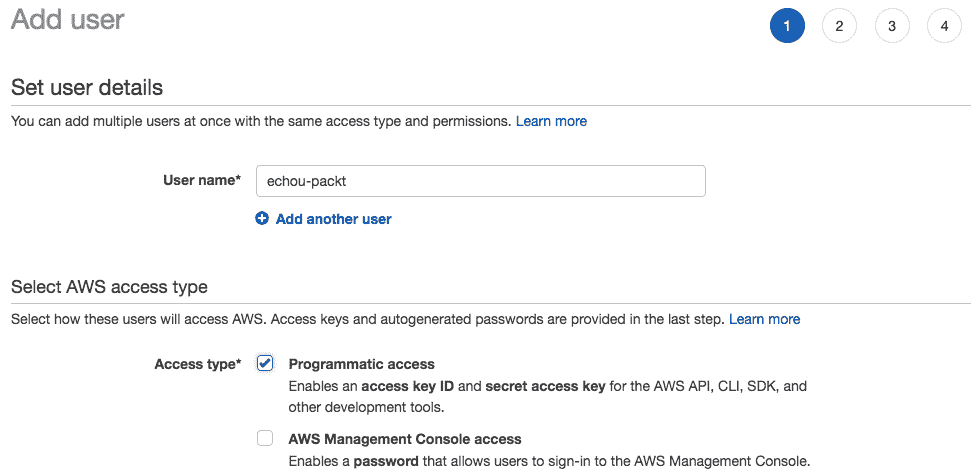 Add user
1 2 3 4
Set user details
You can add multiple users at once with the same access type and permissions. Learn more
User name* echou-packt
Add another user
Select AWS access type
Select how these users will access AWS. Access keys and autogenerated passwords are provided in the last step. Learn more
Access type* Programmatic access
Enables an access key ID and secret access key for the AWS API, CLI, SDK, and
other development tools.
AWS Management Console access
Enables a password that allows users to sign-in to the AWS Management Console.